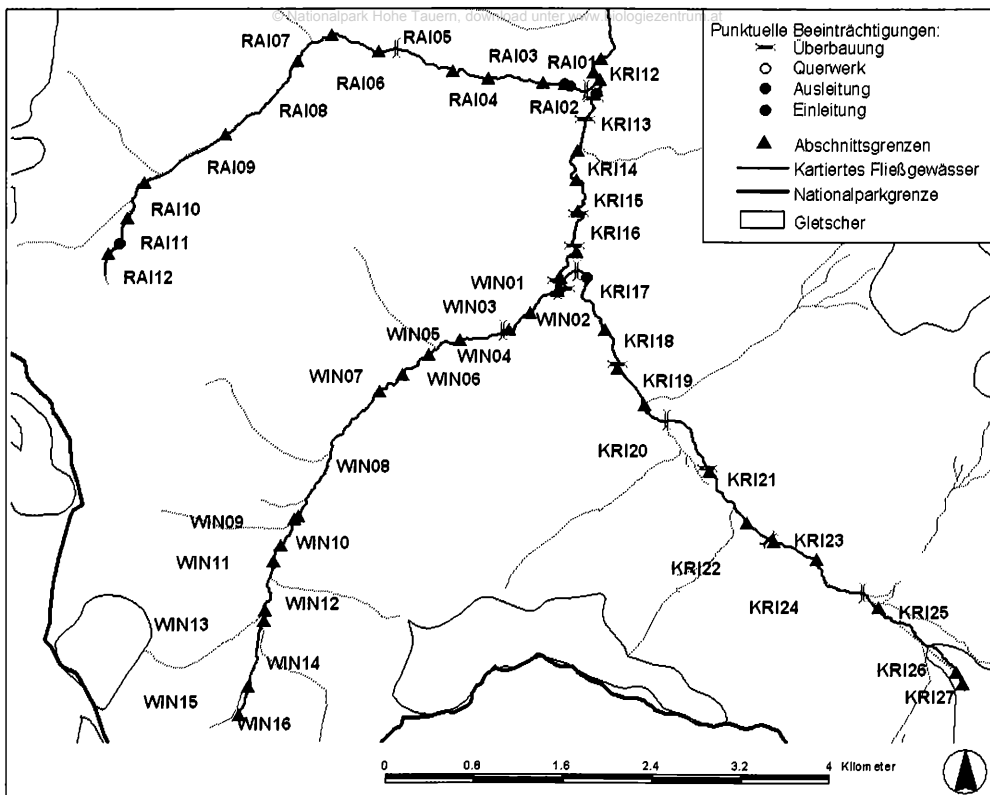 © Nationalpark Hohe Tauern, download unter www.biologiezentrum.at
Punktuelle Beeinträchtigungen:
Überbauung
Querwerk
Ausleitung
Einleitung
Abschnittsgrenzen
Kartiertes Fließgewässer
Nationalparkgrenze
Gletscher
RAI07
RAI05
RAI03
RAI01
KRI12
RAI06
RAI04
RAI02
RAI08
KRI13
RAI09
KRI14
KRI15
RAI10
KRI16
RAI11
RAI12
WIN01
KRI17
WIN03
WIN02
WIN05
WIN04
KRI18
WIN07
WIN06
KRI19
KRI20
WIN08
KRI21
WIN09
WIN10
KRI23
WIN11
KRI22
WIN12
KRI24
KRI25
WIN13
WIN14
KRI26
KRI27
WIN15
WIN16
0 0.8 1.6 2.4 3.2 4 Kilometer